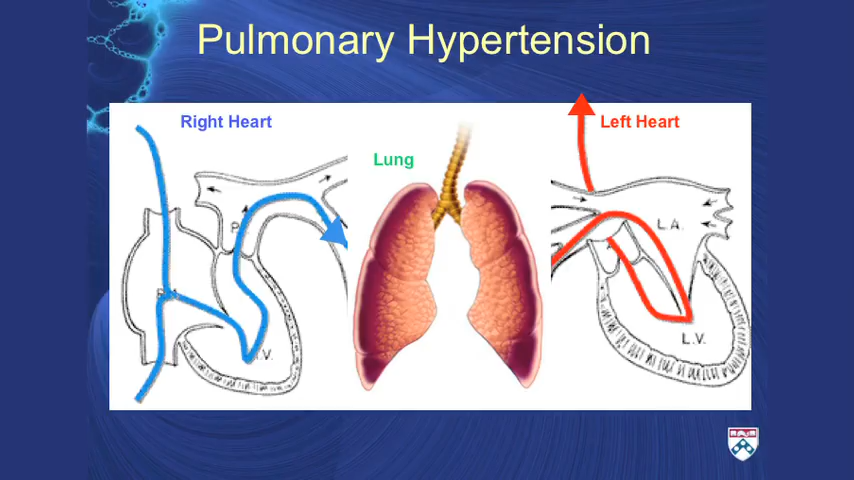 Pulmonary Hypertension
Right Heart
Left Heart
Lung
P.
L.A.
L.V.
.V.